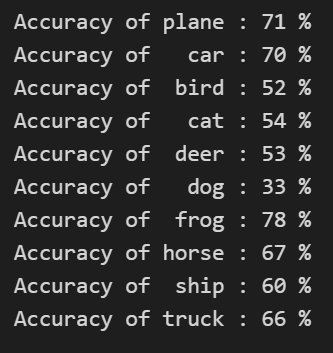 Accuracy of plane : 71 %
Accuracy of   car : 70 %
Accuracy of  bird : 52 %
Accuracy of   cat : 54 %
Accuracy of  deer : 53 %
Accuracy of   dog : 33 %
Accuracy of  frog : 78 %
Accuracy of horse : 67 %
Accuracy of  ship : 60 %
Accuracy of truck : 66 %